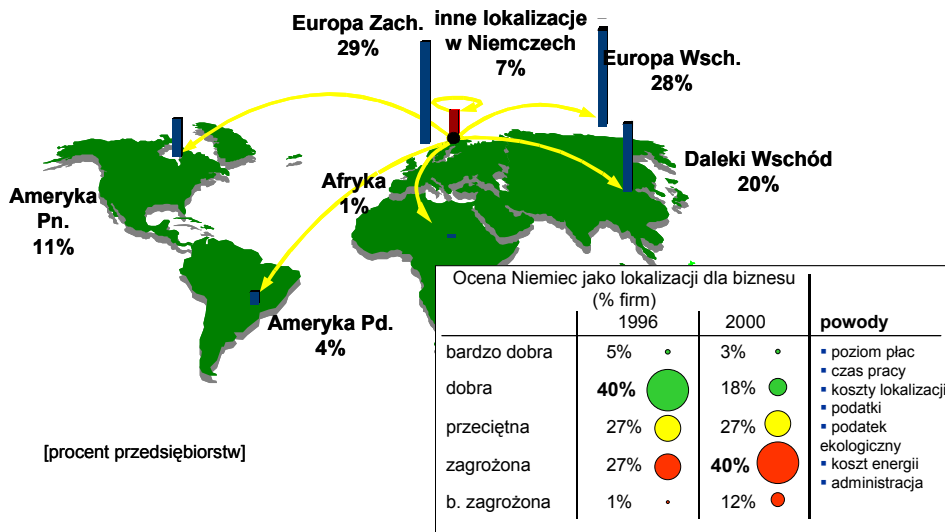 Europa Zach.
29%
inne lokalizacje
w Niemczech
7%
Europa Wsch.
28%
Daleki Wschód
20%
Ameryka
Pn.
11%
Afryka
1%
Ameryka Pd.
4%
[procent przedsiębiorstw]
Ocena Niemiec jako lokalizacji dla biznesu
(% firm)
1996 2000 powody
bardzo dobra 5% 3%
dobra 40% 18%
przeciętna 27% 27%
zagrożona 27% 40%
b. zagrożona 1% 12%
▪ poziom płac
▪ czas pracy
▪ koszty lokalizacji
▪ podatki
▪ podatek
ekologiczny
▪ koszt energii
▪ administracja